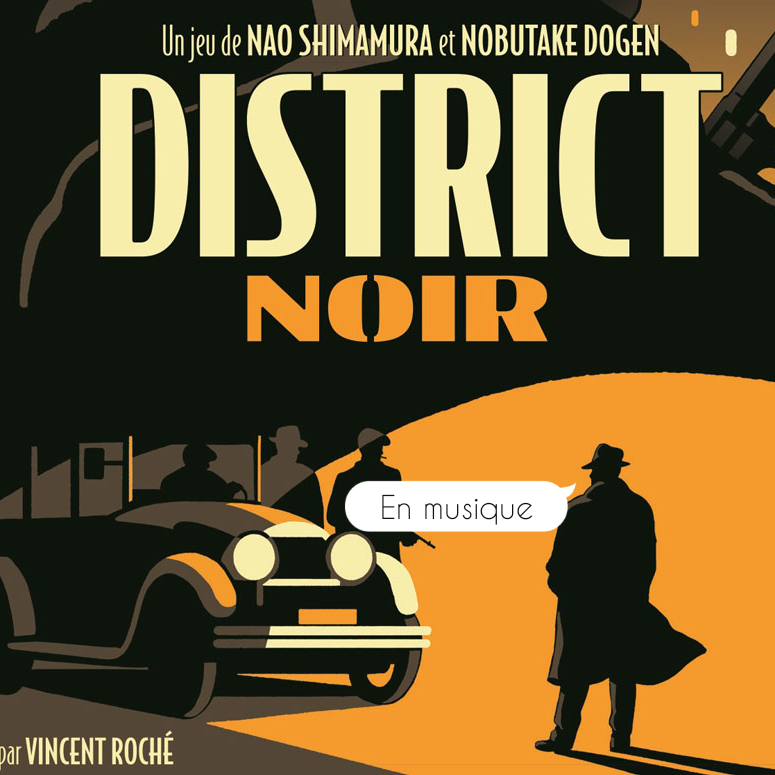 Un jeu de NAO SHIMAMURA et NOBUTAKE DOGEN
DISTRICT
NOIR
En musique
par VINCENT ROCHÉ